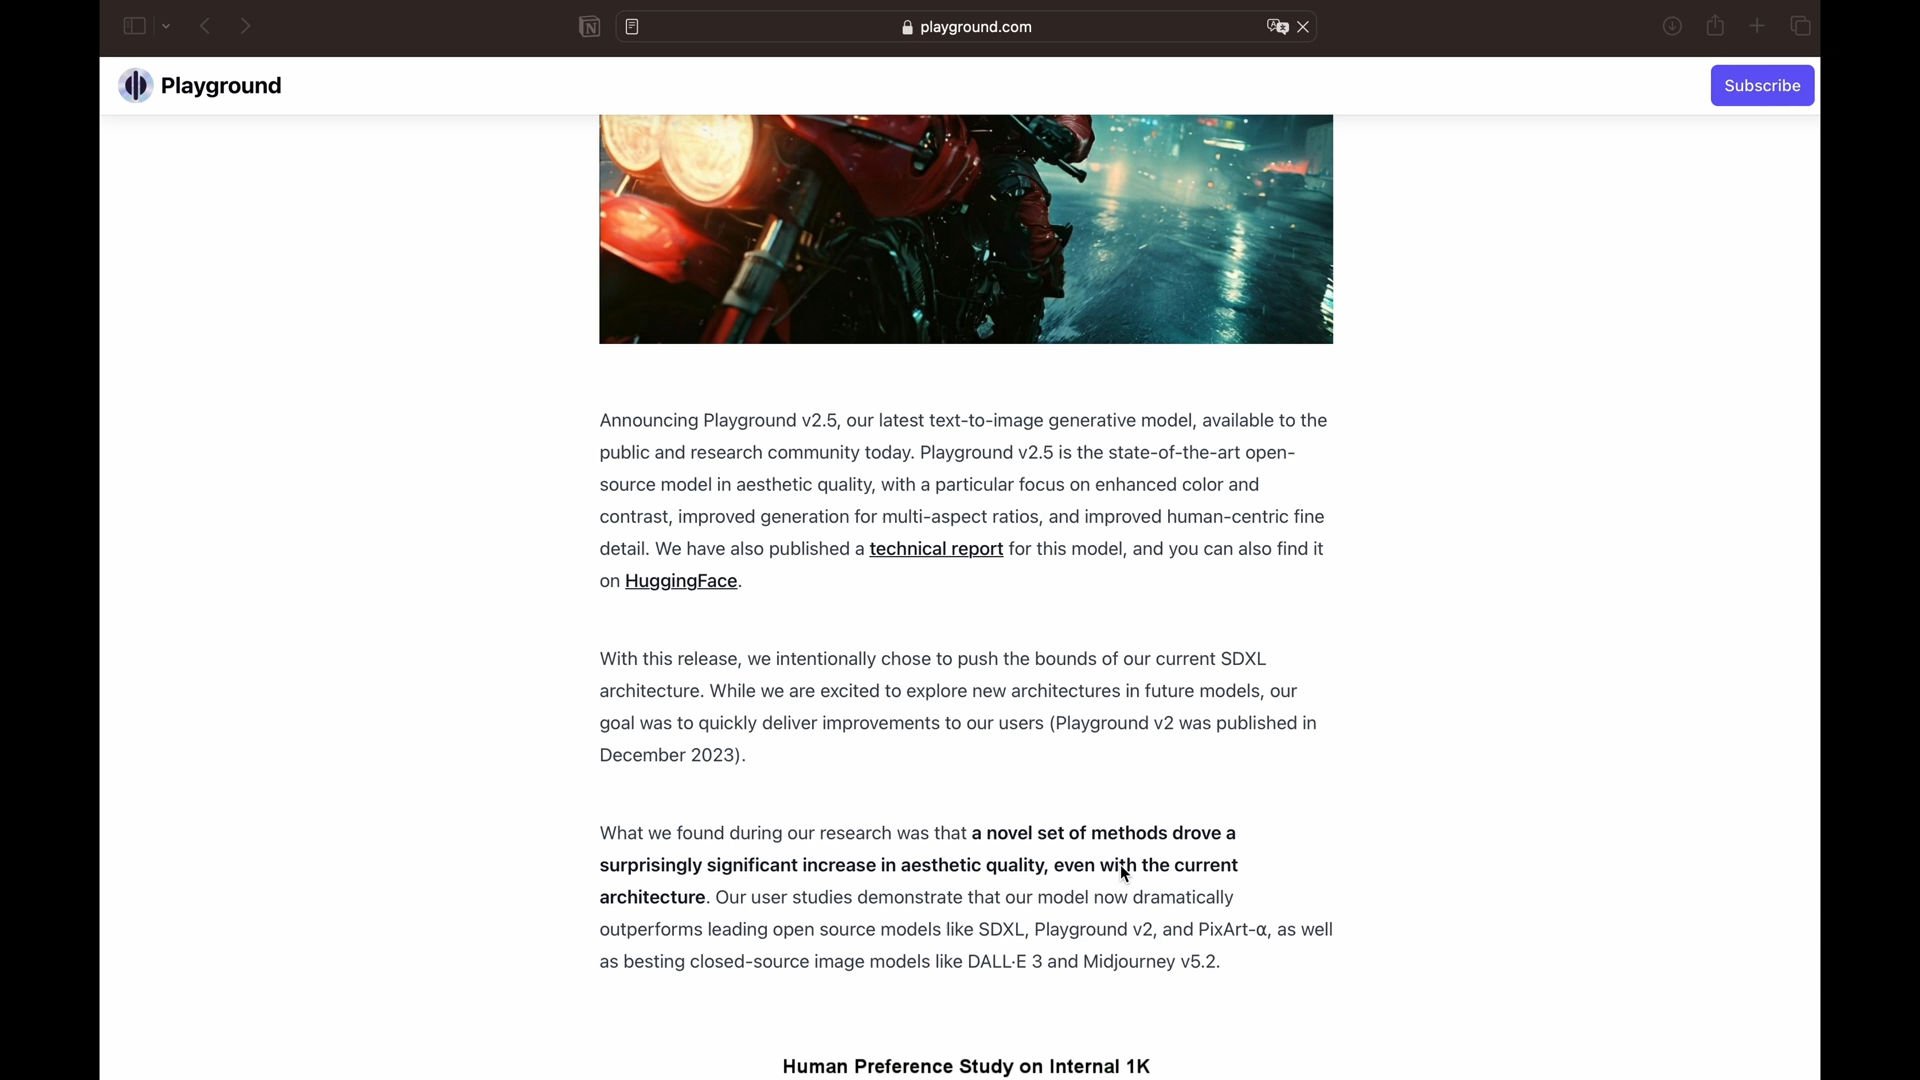 playground.com
Playground
Subscribe
Announcing Playground v2.5, our latest text-to-image generative model, available to the
public and research community today. Playground v2.5 is the state-of-the-art open-
source model in aesthetic quality, with a particular focus on enhanced color and
contrast, improved generation for multi-aspect ratios, and improved human-centric fine
detail. We have also published a technical report for this model, and you can also find it
on HuggingFace.
With this release, we intentionally chose to push the bounds of our current SDXL
architecture. While we are excited to explore new architectures in future models, our
goal was to quickly deliver improvements to our users (Playground v2 was published in
December 2023).
What we found during our research was that a novel set of methods drove a
surprisingly significant increase in aesthetic quality, even with the current
architecture. Our user studies demonstrate that our model now dramatically
outperforms leading open source models like SDXL, Playground v2, and PixArt-α, as well
as besting closed-source image models like DALL·E 3 and Midjourney v5.2.
Human Preference Study on Internal 1K